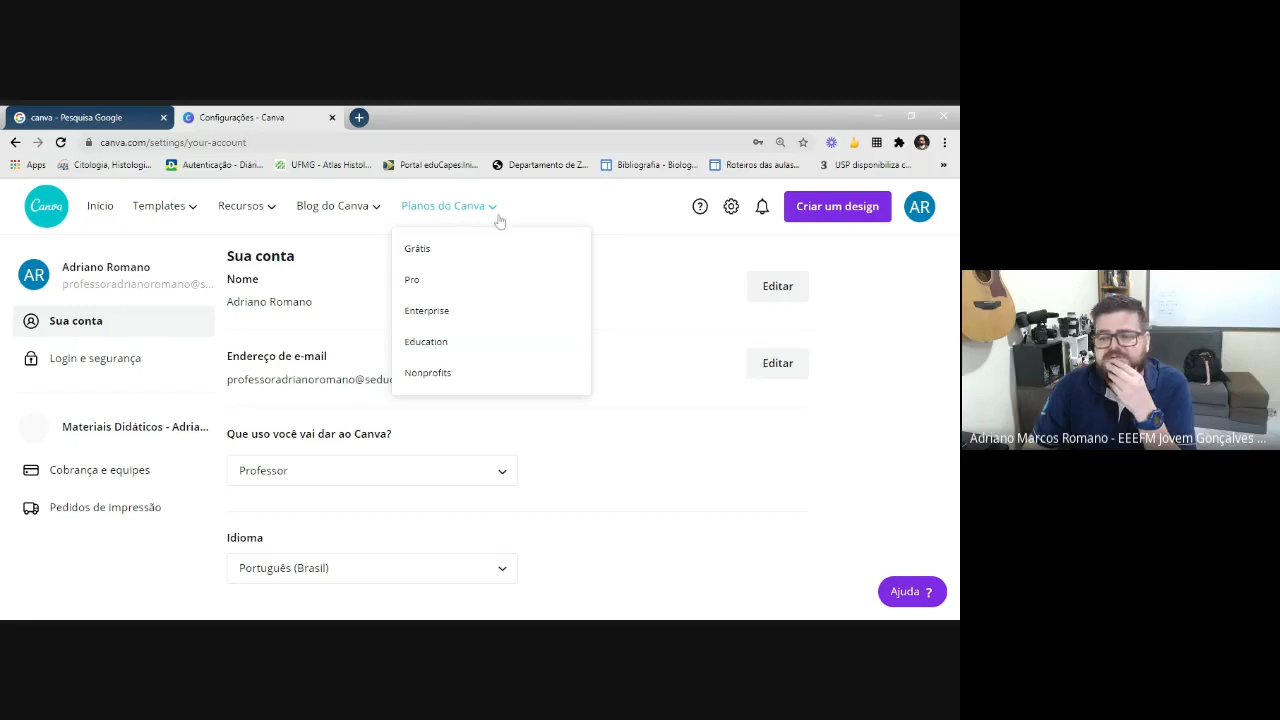 canva - Pesquisa Google
Configurações - Canva
canva.com/settings/your-account
Apps
Citologia, Histologi...
Autenticação - Diári...
UFMG - Atlas Histol...
Portal eduCapes:Ini...
Departamento de Z...
Bibliografia - Biolog...
Roteiros das aulas...
3 USP disponibiliza c...
»
Canva
Início
Templates
Recursos
Blog do Canva
Planos do Canva
Criar um design
AR
Grátis
Pro
Enterprise
Education
Nonprofits
AR
Adriano Romano
professoradrianoromano@s...
Sua conta
Login e segurança
Materiais Didáticos - Adria...
Cobrança e equipes
Pedidos de impressão
Sua conta
Nome
Adriano Romano
Editar
Endereço de e-mail
professoradrianoromano@seduc
Editar
Que uso você vai dar ao Canva?
Professor
Idioma
Português (Brasil)
Ajuda ?
Adriano Marcos Romano - EEEFM Jovem Gonçalves ...